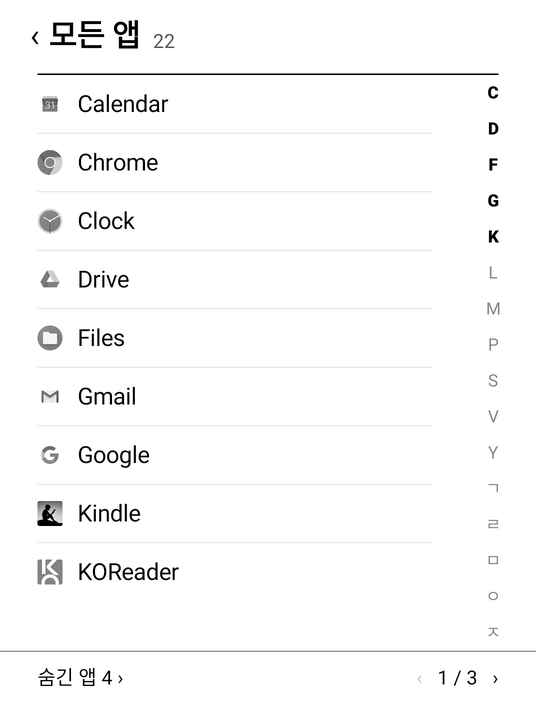 ‹ 모든 앱 22
Calendar
Chrome
Clock
Drive
Files
Gmail
Google
Kindle
KOReader
C
D
F
G
K
L
M
P
S
V
Y
ㄱ
ㄹ
ㅁ
ㅇ
ㅈ
숨긴 앱 4 ›
‹ 1 / 3 ›